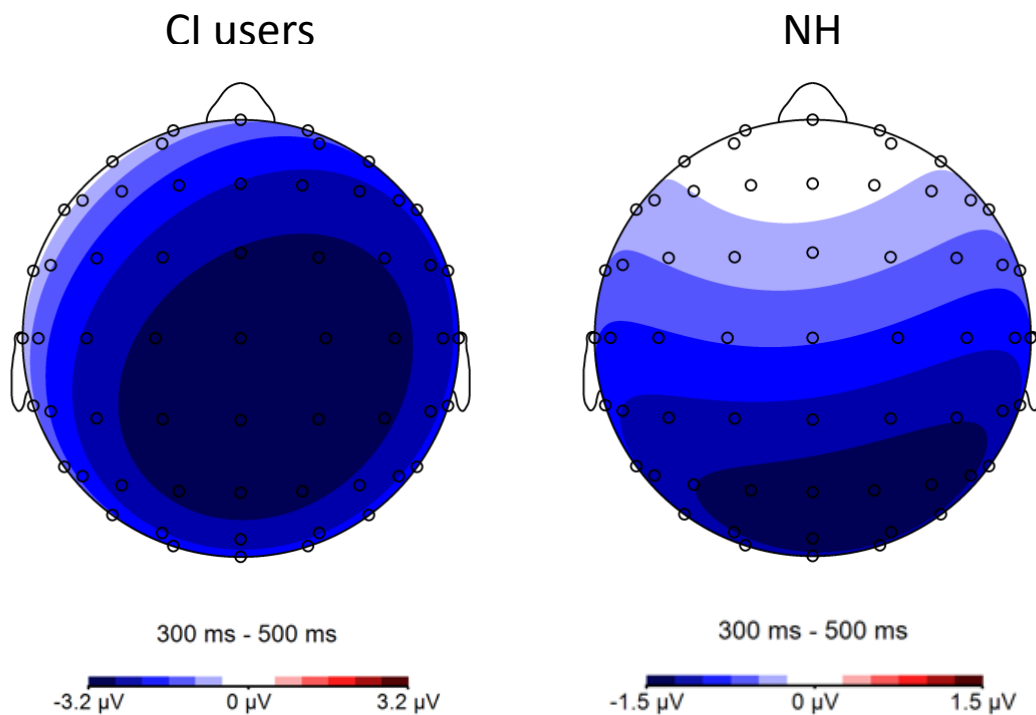 CI users
NH
300 ms - 500 ms
300 ms - 500 ms
-3.2 µV 0 µV 3.2 µV
-1.5 µV 0 µV 1.5 µV